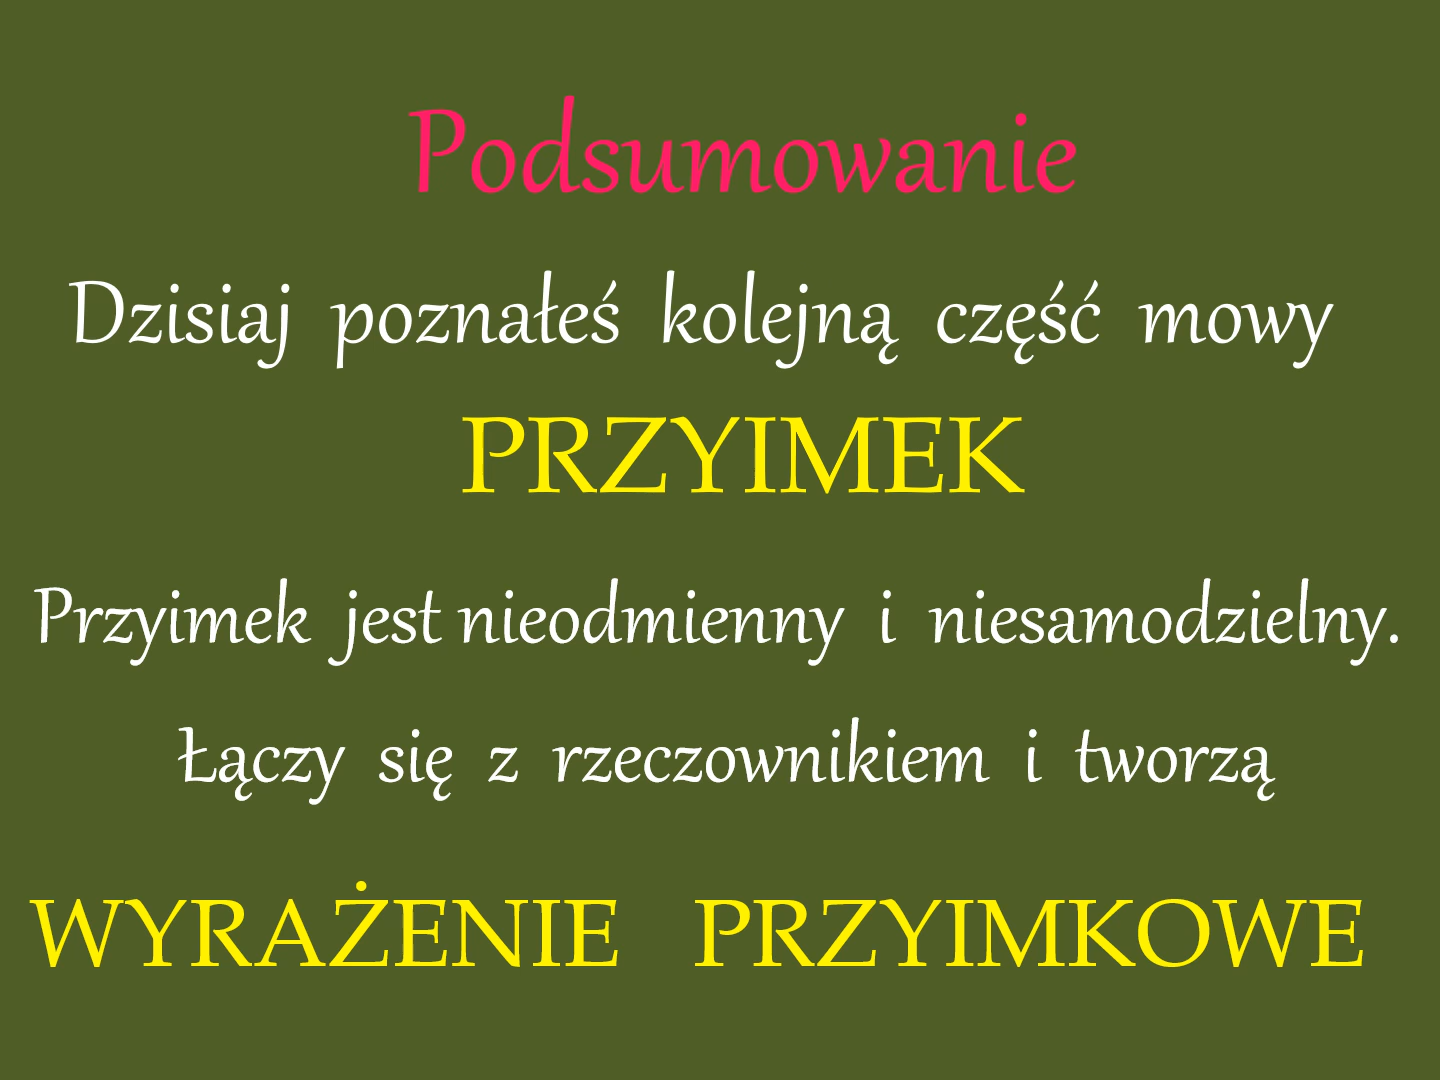 Podsumowanie
Dzisiaj poznałeś kolejną część mowy
PRZYIMEK
Przyimek jest nieodmienny i niesamodzielny.
Łączy się z rzeczownikiem i tworzą
WYRAŻENIE PRZYIMKOWE